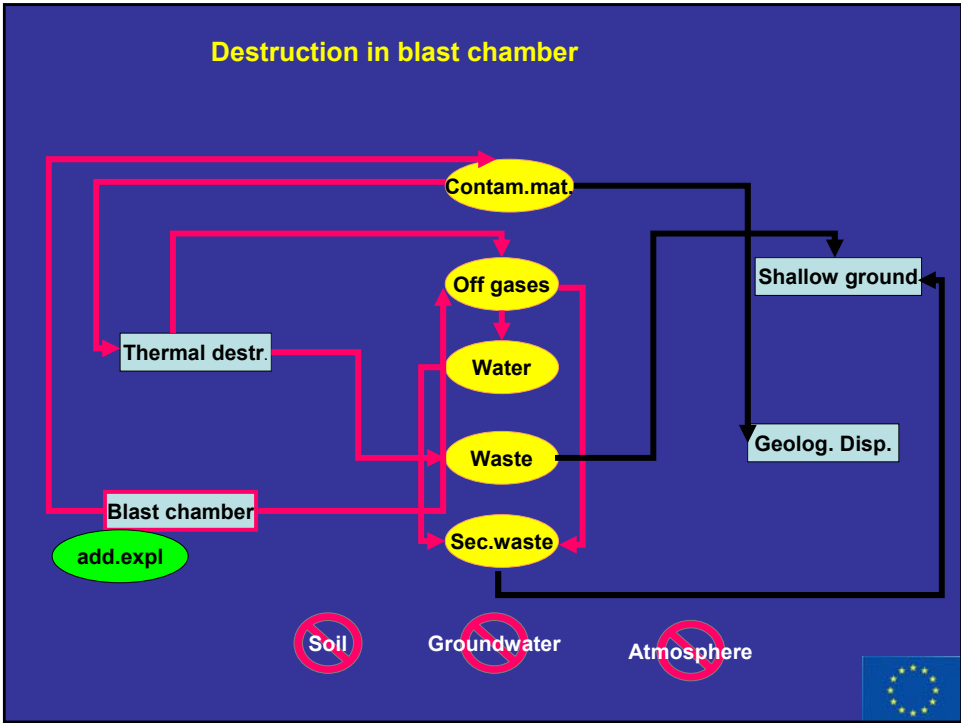 Destruction in blast chamber
Contam.mat.
Off gases
Shallow ground
Thermal destr.
Water
Geolog. Disp.
Waste
Blast chamber
Sec.waste
add.expl
Soil
Groundwater
Atmosphere